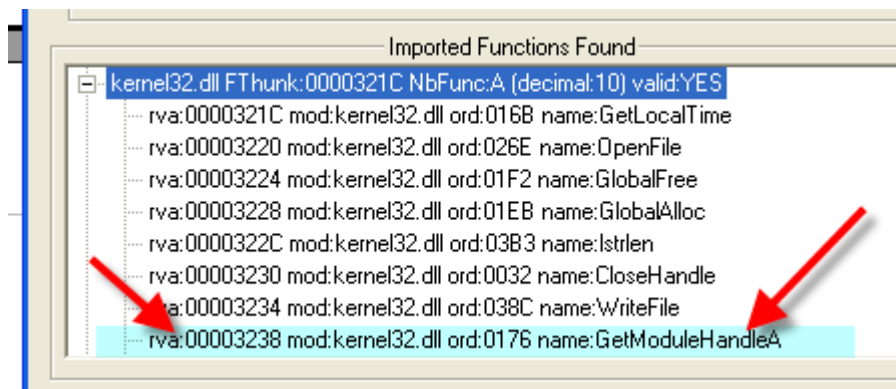 Imported Functions Found
kernel32.dll FThunk:0000321C NbFunc:A (decimal:10) valid:YES
rva:0000321C mod:kernel32.dll ord:016B name:GetLocalTime
rva:00003220 mod:kernel32.dll ord:026E name:OpenFile
rva:00003224 mod:kernel32.dll ord:01F2 name:GlobalFree
rva:00003228 mod:kernel32.dll ord:01EB name:GlobalAlloc
rva:0000322C mod:kernel32.dll ord:03B3 name:lstrlen
rva:00003230 mod:kernel32.dll ord:0032 name:CloseHandle
rva:00003234 mod:kernel32.dll ord:038C name:WriteFile
rva:00003238 mod:kernel32.dll ord:0176 name:GetModuleHandleA